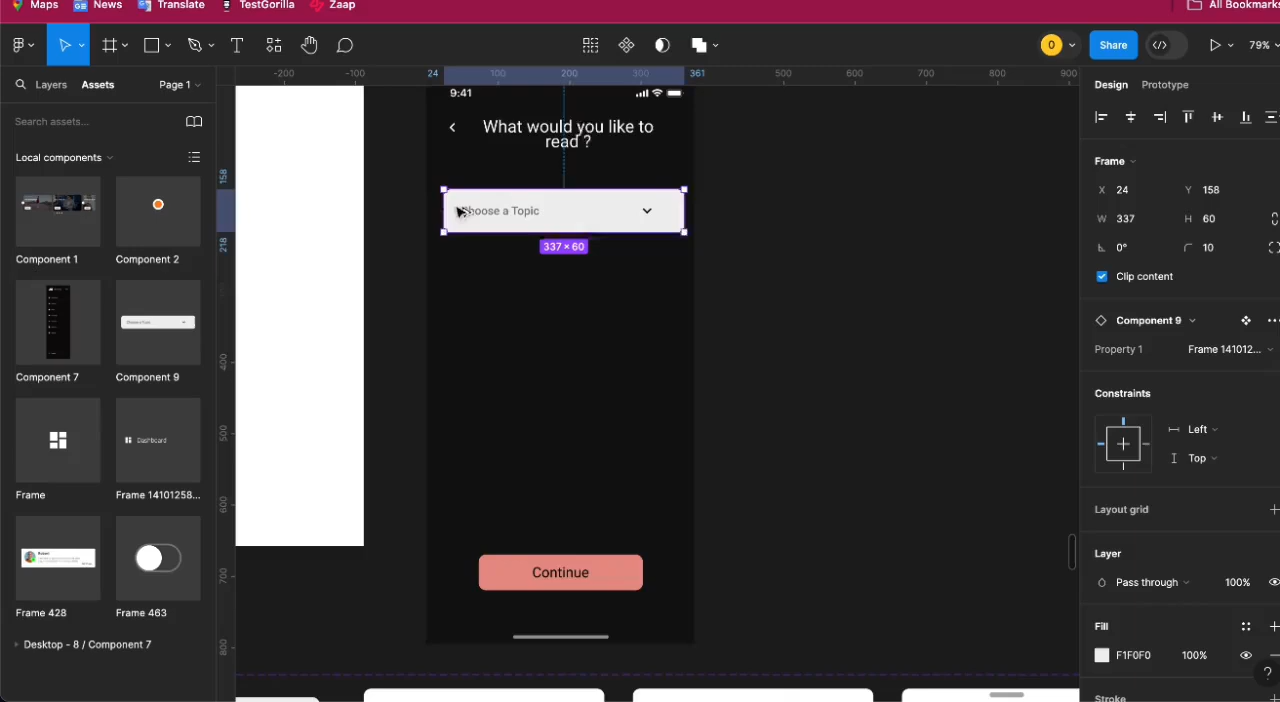 Maps News Translate TestGorilla Zaap All Bookmarks
Share 79%
Layers Assets Page 1
Search assets...
Local components
Component 1 Component 2
Component 7 Component 9
Choose a Topic
Dashboard
Frame Frame 14101258...
Frame 428 Frame 463
Desktop - 8 / Component 7
-200 -100 24 100 200 300 361 500 600 700 800 900
158
218
400
500
600
700
800
9:41
What would you like to
read ?
Choose a Topic
337 × 60
Continue
Design Prototype
Frame
X 24 Y 158
W 337 H 60
0° 10
Clip content
Component 9
Property 1 Frame 141012...
Constraints
Left
Top
Layout grid
Layer
Pass through 100%
Fill
F1F0F0 100%
?
Stroke